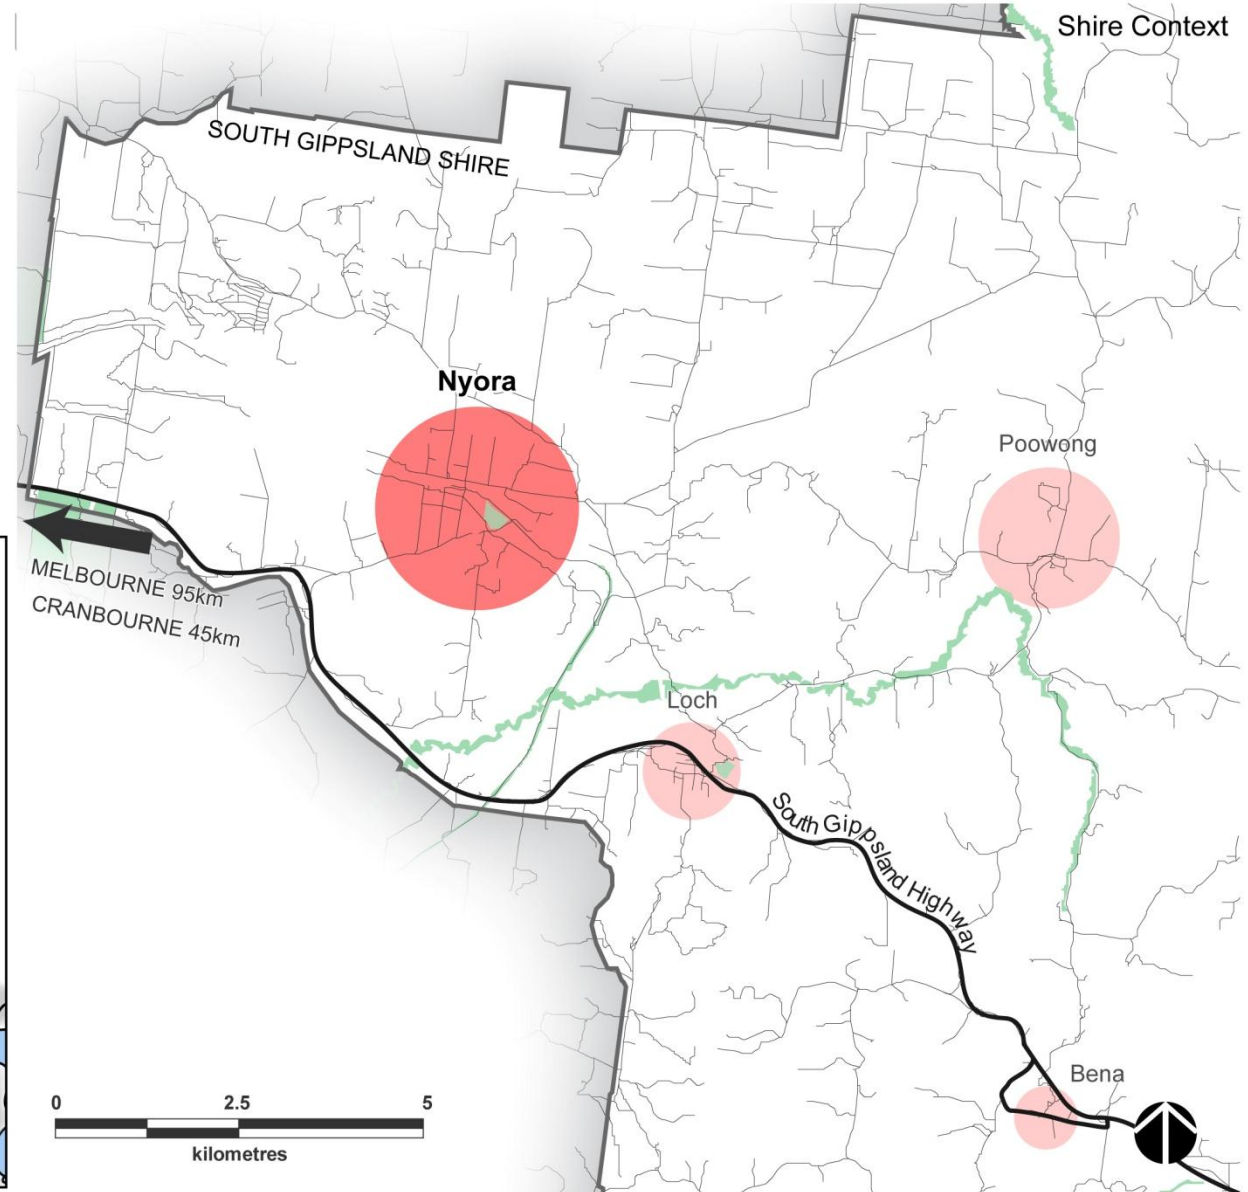 Shire Context
SOUTH GIPPSLAND SHIRE
Nyora
Poowong
MELBOURNE 95km
CRANBOURNE 45km
Loch
South Gippsland Highway
Bena
0 2.5 5
kilometres